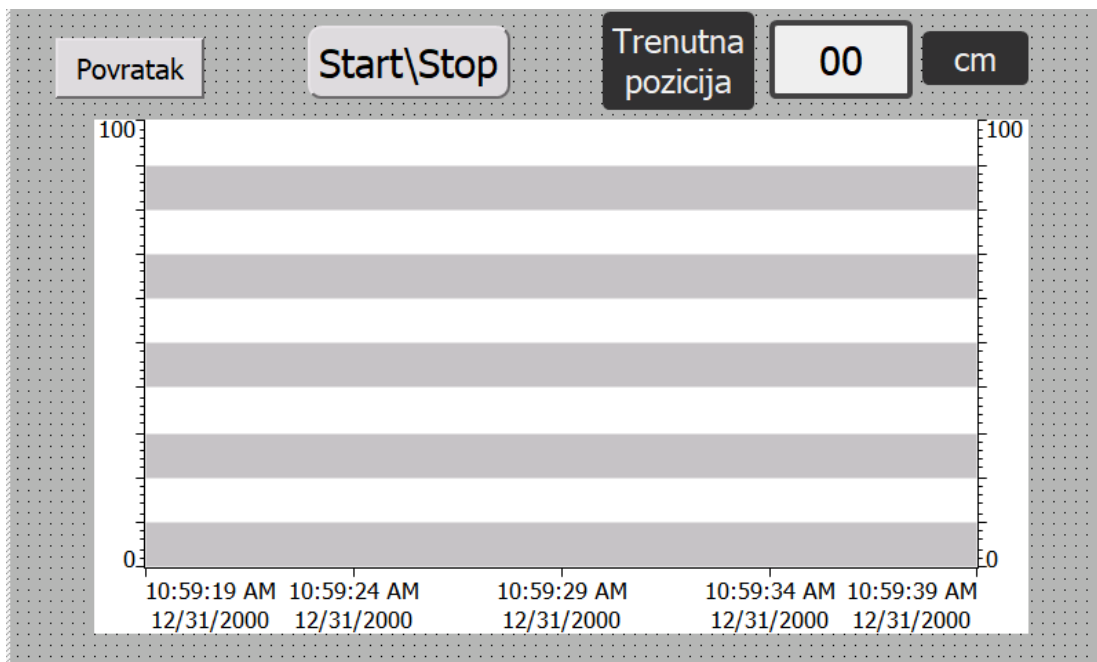 Povratak
Start\Stop
Trenutna
pozicija
00
cm
100
100
0
0
10:59:19 AM 10:59:24 AM 10:59:29 AM 10:59:34 AM 10:59:39 AM
12/31/2000 12/31/2000 12/31/2000 12/31/2000 12/31/2000